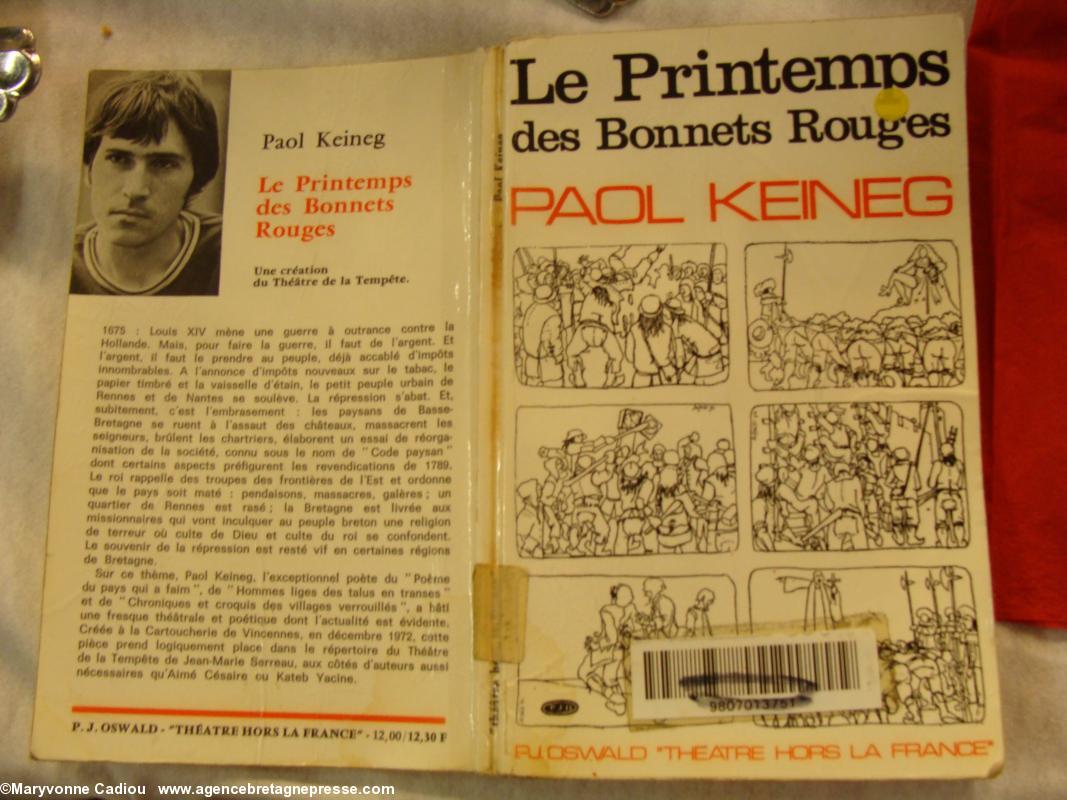 Paol Keineg
Le Printemps
des Bonnets
Rouges
Une création
du Théâtre de la Tempête.
1675 : Louis XIV mène une guerre à outrance contre la
Hollande. Mais, pour faire la guerre, il faut de l'argent. Et
l'argent, il faut le prendre au peuple, déjà accablé d'impôts
innombrables. A l'annonce d'impôts nouveaux sur le tabac, le
papier timbré et la vaisselle d'étain, le petit peuple urbain de
Rennes et de Nantes se soulève. La répression s'abat. Et,
subitement, c'est l'embrasement : les paysans de Basse-
Bretagne se ruent à l'assaut des châteaux, massacrent les
seigneurs, brûlent les chartriers, élaborent un essai de réorga-
nisation de la société, connu sous le nom de "Code paysan"
dont certains aspects préfigurent les revendications de 1789.
Le roi rappelle des troupes des frontières de l'Est et ordonne
que le pays soit maté : pendaisons, massacres, galères ; un
quartier de Rennes est rasé ; la Bretagne est livrée aux
missionnaires qui vont inculquer au peuple breton une religion
de terreur où culte de Dieu et culte du roi se confondent.
Le souvenir de la répression est resté vif en certaines régions
de Bretagne.
Sur ce thème, Paol Keineg, l'exceptionnel poète du "Poème
du pays qui a faim", de "Hommes liges des talus en transes"
et de "Chroniques et croquis des villages verrouillés", a bâti
une fresque théâtrale et poétique dont l'actualité est évidente.
Créée à la Cartoucherie de Vincennes, en décembre 1972, cette
pièce prend logiquement place dans le répertoire du Théâtre
de la Tempête de Jean-Marie Serreau, aux côtés d'auteurs aussi
nécessaires qu'Aimé Césaire ou Kateb Yacine.
P. J. OSWALD - "THÉATRE HORS LA FRANCE" - 12,00/12,30 F
Paol Keineg
Le Printemps
des Bonnets Rouges
PAOL KEINEG
9807013751
P.J. OSWALD "THEATRE HORS LA FRANCE"
©Maryvonne Cadiou www.agencebretagnepresse.com